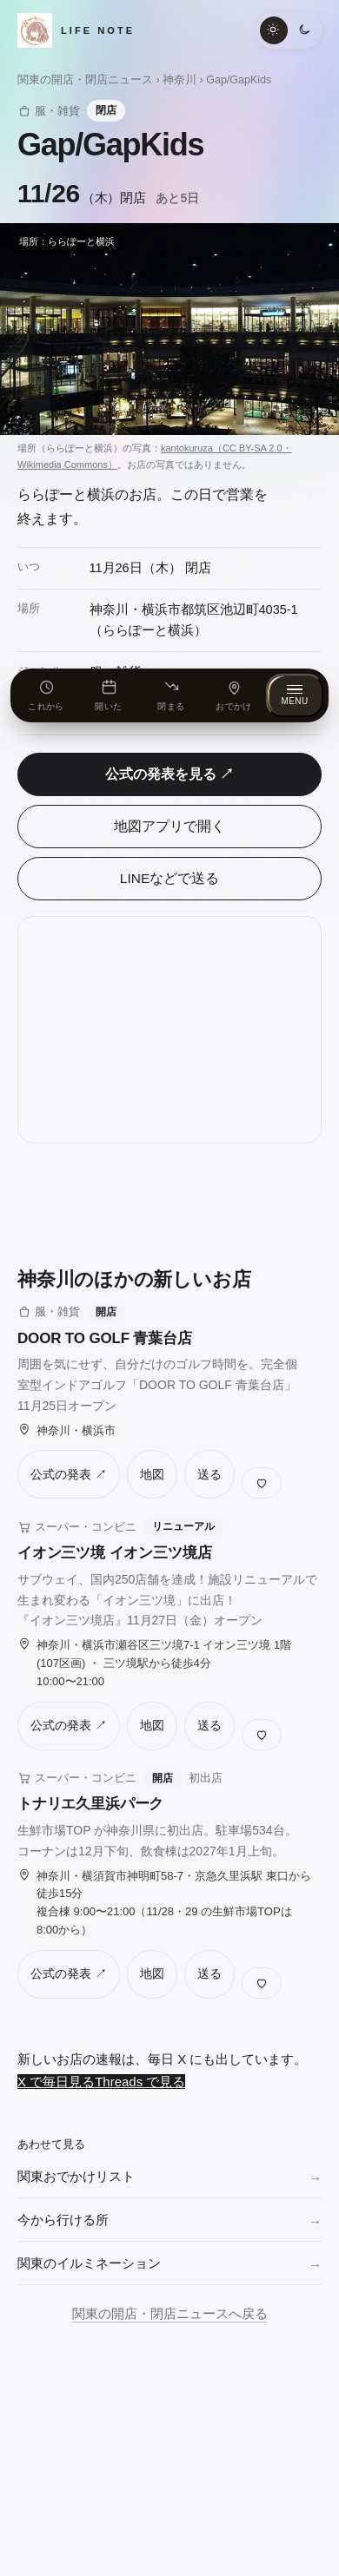 LIFE NOTE
関東の開店・閉店ニュース › 神奈川 › Gap/GapKids
服・雑貨 閉店
Gap/GapKids
11/26（木）閉店 あと5日
場所：ららぽーと横浜
場所（ららぽーと横浜）の写真：kantokuruza（CC BY-SA 2.0・
Wikimedia Commons）。お店の写真ではありません。
ららぽーと横浜のお店。この日で営業を
終えます。
いつ 11月26日（木） 閉店
場所 神奈川・横浜市都筑区池辺町4035-1
（ららぽーと横浜）
これから 開いた 閉まる おでかけ MENU
公式の発表を見る ↗
地図アプリで開く
LINEなどで送る
神奈川のほかの新しいお店
服・雑貨 開店
DOOR TO GOLF 青葉台店
周囲を気にせず、自分だけのゴルフ時間を。完全個
室型インドアゴルフ「DOOR TO GOLF 青葉台店」
11月25日オープン
神奈川・横浜市
公式の発表 ↗ 地図 送る
スーパー・コンビニ リニューアル
イオン三ツ境 イオン三ツ境店
サブウェイ、国内250店舗を達成！施設リニューアルで
生まれ変わる「イオン三ツ境」に出店！
『イオン三ツ境店』11月27日（金）オープン
神奈川・横浜市瀬谷区三ツ境7-1 イオン三ツ境 1階
(107区画) ・ 三ツ境駅から徒歩4分
10:00〜21:00
公式の発表 ↗ 地図 送る
スーパー・コンビニ 開店 初出店
トナリエ久里浜パーク
生鮮市場TOP が神奈川県に初出店。駐車場534台。
コーナンは12月下旬、飲食棟は2027年1月上旬。
神奈川・横須賀市神明町58-7・京急久里浜駅 東口から
徒歩15分
複合棟 9:00〜21:00（11/28・29 の生鮮市場TOPは
8:00から）
公式の発表 ↗ 地図 送る
新しいお店の速報は、毎日 X にも出しています。
X で毎日見るThreads で見る
あわせて見る
関東おでかけリスト →
今から行ける所 →
関東のイルミネーション →
関東の開店・閉店ニュースへ戻る